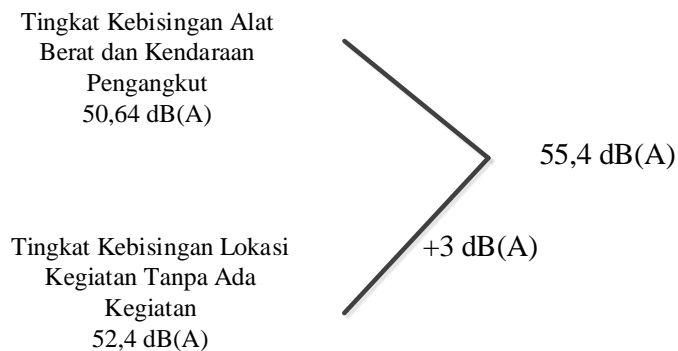 Tingkat Kebisingan Alat
Berat dan Kendaraan
Pengangkut
50,64 dB(A)
55,4 dB(A)
+3 dB(A)
Tingkat Kebisingan Lokasi
Kegiatan Tanpa Ada
Kegiatan
52,4 dB(A)